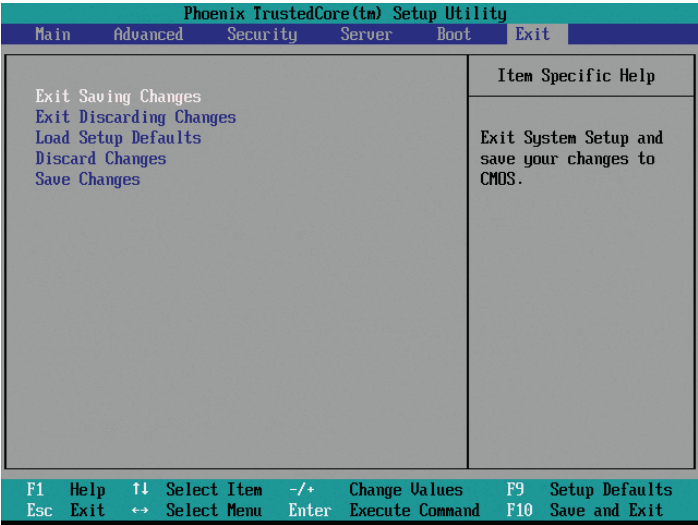 Phoenix TrustedCore(tm) Setup Utility
Main Advanced Security Server Boot Exit
Item Specific Help
Exit Saving Changes
Exit Discarding Changes
Load Setup Defaults
Discard Changes
Save Changes
Exit System Setup and
save your changes to
CMOS.
F1 Help ↑↓ Select Item -/+ Change Values F9 Setup Defaults
Esc Exit ↔ Select Menu Enter Execute Command F10 Save and Exit